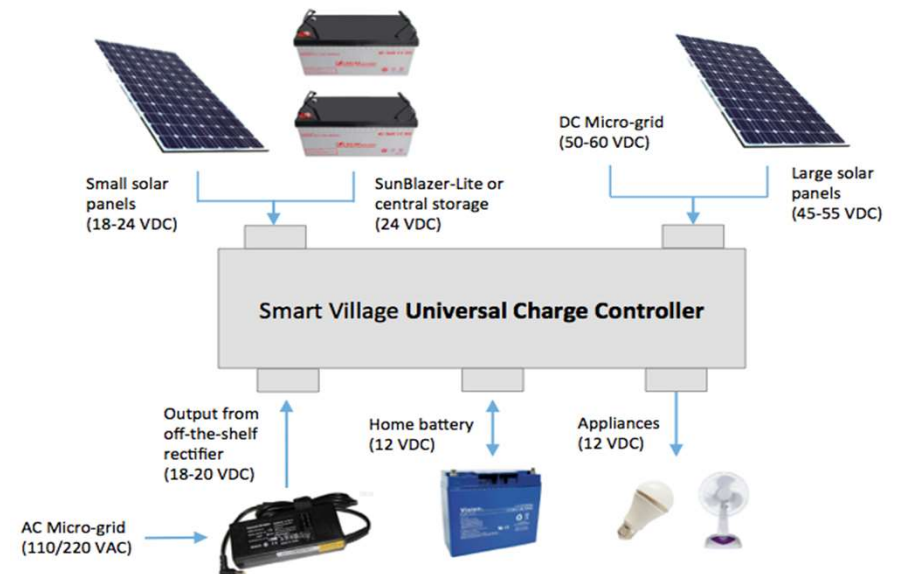 DC Micro-grid
(50-60 VDC)
Small solar
panels
(18-24 VDC)
SunBlazer-Lite or
central storage
(24 VDC)
Large solar
panels
(45-55 VDC)
Smart Village Universal Charge Controller
Output from
off-the-shelf
rectifier
(18-20 VDC)
Home battery
(12 VDC)
Appliances
(12 VDC)
AC Micro-grid
(110/220 VAC)
Vision